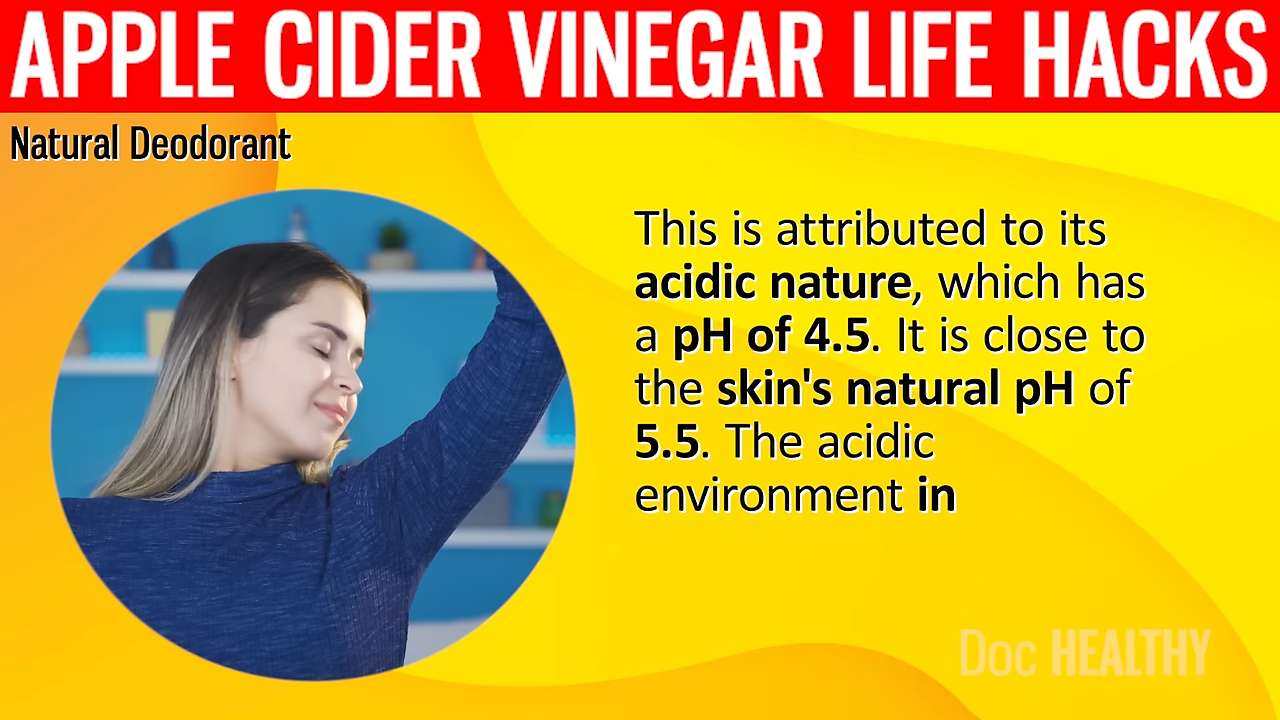 APPLE CIDER VINEGAR LIFE HACKS
Natural Deodorant
This is attributed to its
acidic nature, which has
a pH of 4.5. It is close to
the skin's natural pH of
5.5. The acidic
environment in
Doc HEALTHY